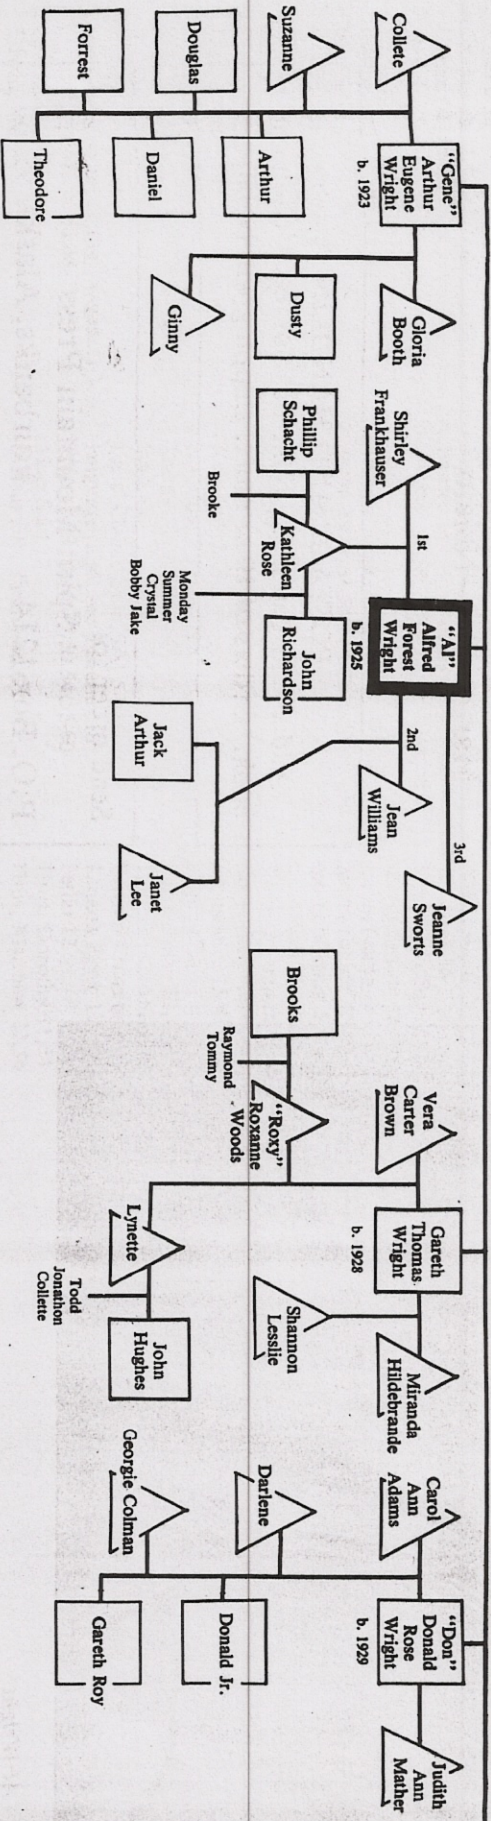 Collete
"Gene"
Arthur
Eugene
Wright
b. 1923
Gloria
Booth
Suzanne
Douglas
Forrest
Arthur
Daniel
Theodore
Dusty
Ginny
Shirley
Frankhauser
1st
"Al"
Alfred
Forest
Wright
b. 1925
2nd
Jean
Williams
3rd
Jeanne
Sworts
Phillip
Schacht
Brooke
Kathleen
Rose
Monday
Summer
Crystal
Bobby Jake
John
Richardson
Jack
Arthur
Janet
Lee
Vera
Carter
Brown
Gareth
Thomas
Wright
b. 1928
Miranda
Hildebrande
Shannon
Lesslie
Brooks
Raymond
Tommy
"Roxy"
Roxanne
Woods
Lynette
Todd
Jonathon
Collette
John
Hughes
Carol
Ann
Adams
"Don"
Donald
Rose
Wright
b. 1929
Judith
Ann
Mather
Darlene
Georgie Colman
Donald Jr.
Gareth Roy